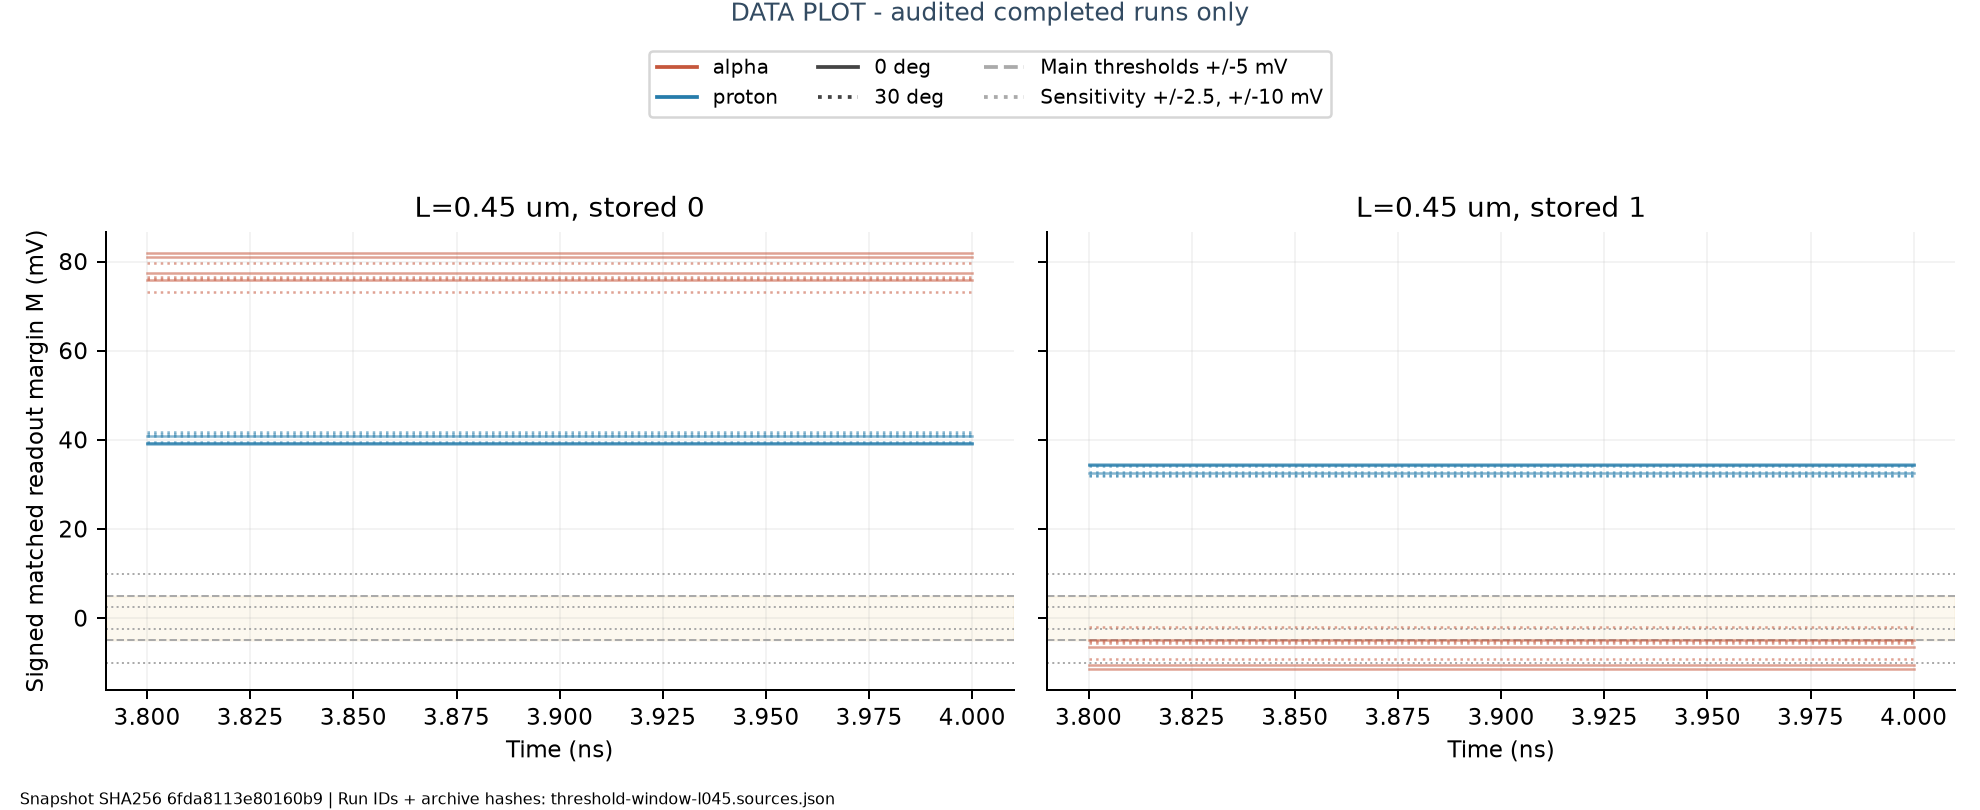 DATA PLOT - audited completed runs only
alpha
proton
0 deg
30 deg
Main thresholds +/-5 mV
Sensitivity +/-2.5, +/-10 mV
L=0.45 um, stored 0
Signed matched readout margin M (mV)
80
60
40
20
0
3.800 3.825 3.850 3.875 3.900 3.925 3.950 3.975 4.000
Time (ns)
L=0.45 um, stored 1
3.800 3.825 3.850 3.875 3.900 3.925 3.950 3.975 4.000
Time (ns)
Snapshot SHA256 6fda8113e80160b9 | Run IDs + archive hashes: threshold-window-l045.sources.json